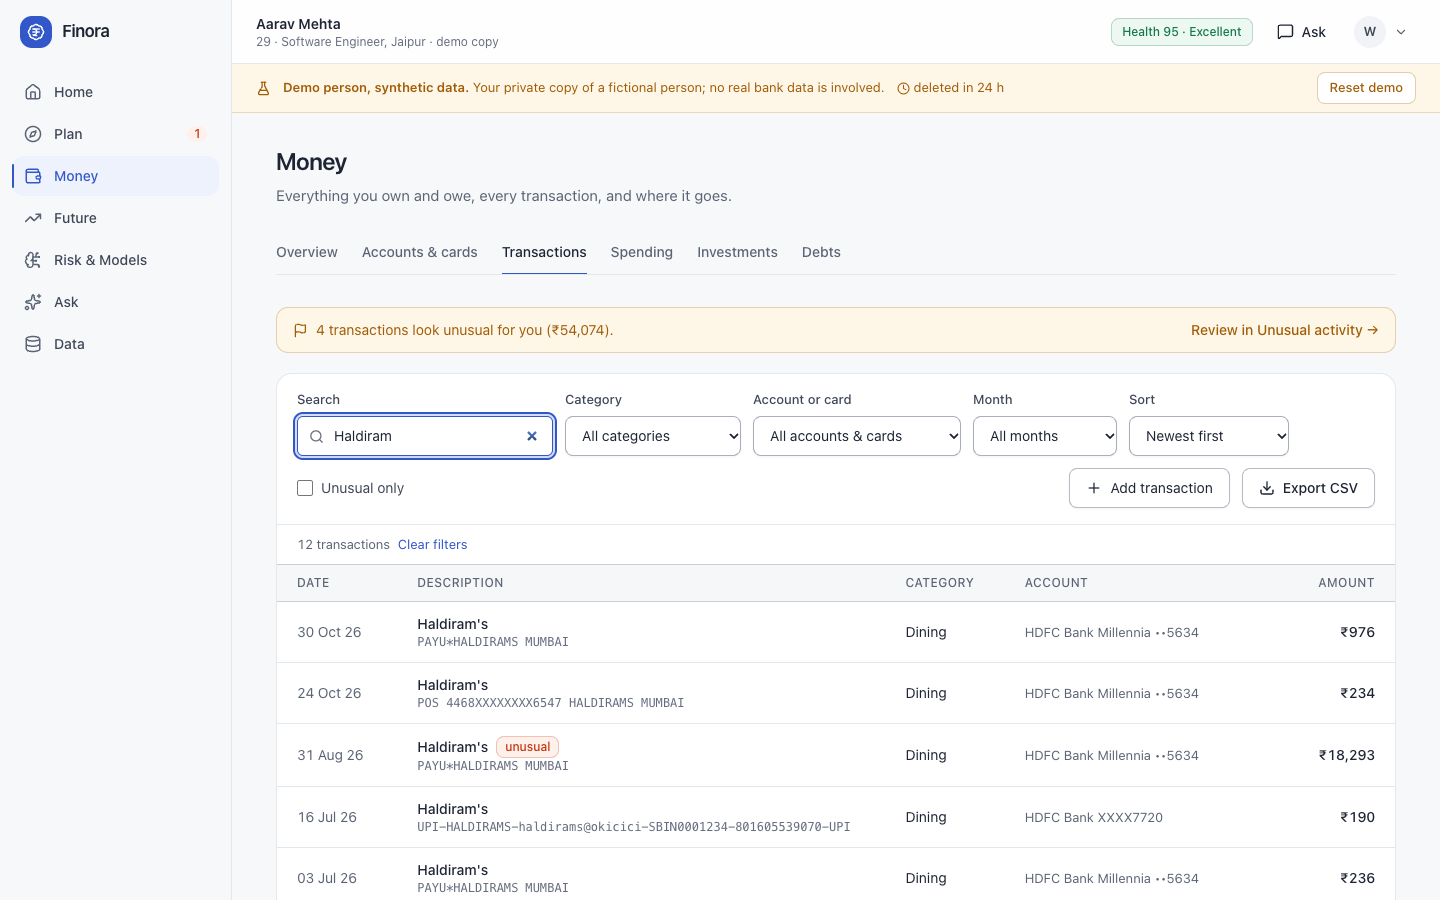 Finora
Home
Plan 1
Money
Future
Risk & Models
Ask
Data
Aarav Mehta
29 · Software Engineer, Jaipur · demo copy
Health 95 · Excellent
Ask
W
Demo person, synthetic data. Your private copy of a fictional person; no real bank data is involved. deleted in 24 h
Reset demo
Money
Everything you own and owe, every transaction, and where it goes.
Overview Accounts & cards Transactions Spending Investments Debts
4 transactions look unusual for you (₹54,074).
Review in Unusual activity →
Search Category Account or card Month Sort
Haldiram All categories All accounts & cards All months Newest first
Unusual only
Add transaction Export CSV
12 transactions Clear filters
DATE DESCRIPTION CATEGORY ACCOUNT AMOUNT
30 Oct 26 Haldiram's Dining HDFC Bank Millennia ••5634 ₹976
PAYU*HALDIRAMS MUMBAI
24 Oct 26 Haldiram's Dining HDFC Bank Millennia ••5634 ₹234
POS 4468XXXXXXXX6547 HALDIRAMS MUMBAI
31 Aug 26 Haldiram's unusual Dining HDFC Bank Millennia ••5634 ₹18,293
PAYU*HALDIRAMS MUMBAI
16 Jul 26 Haldiram's Dining HDFC Bank XXXX7720 ₹190
UPI-HALDIRAMS-haldirams@okicici-SBIN0001234-801605539070-UPI
03 Jul 26 Haldiram's Dining HDFC Bank Millennia ••5634 ₹236
PAYU*HALDIRAMS MUMBAI